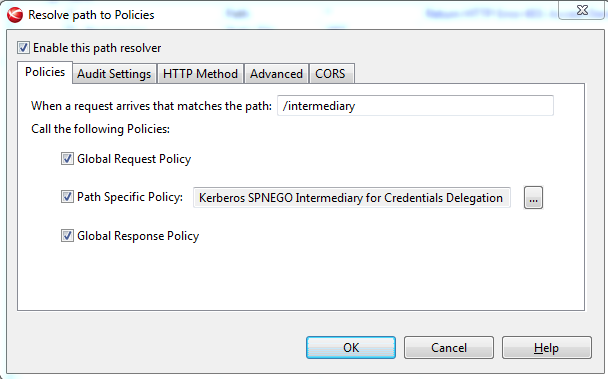 Resolve path to Policies
Enable this path resolver
Policies Audit Settings HTTP Method Advanced CORS
When a request arrives that matches the path: /intermediary
Call the following Policies:
Global Request Policy
Path Specific Policy: Kerberos SPNEGO Intermediary for Credentials Delegation ...
Global Response Policy
OK Cancel Help